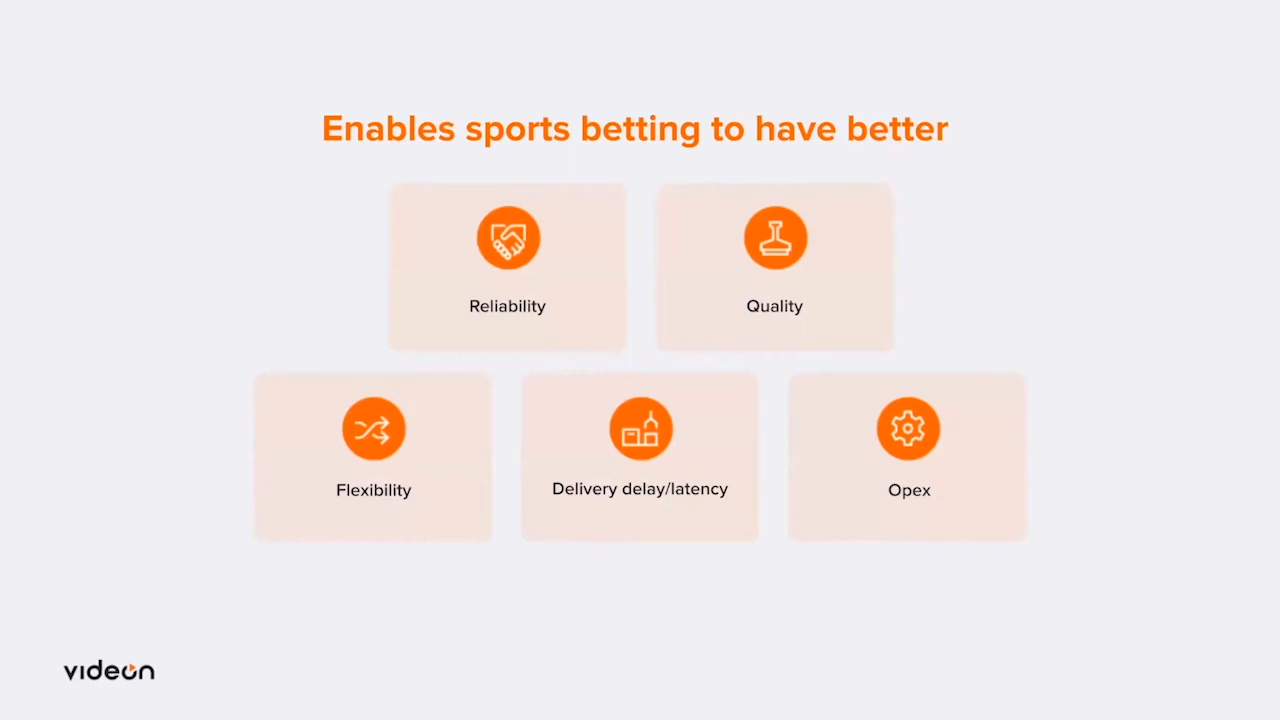 Enables sports betting to have better
Reliability
Quality
Flexibility
Delivery delay/latency
Opex
videon